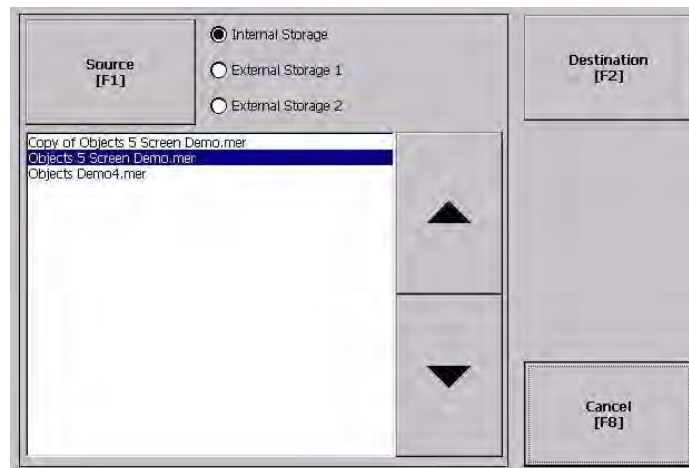 Source
[F1]
Internal Storage
External Storage 1
External Storage 2
Destination
[F2]
Copy of Objects 5 Screen Demo.mer
Objects 5 Screen Demo.mer
Objects Demo4.mer
Cancel
[F8]